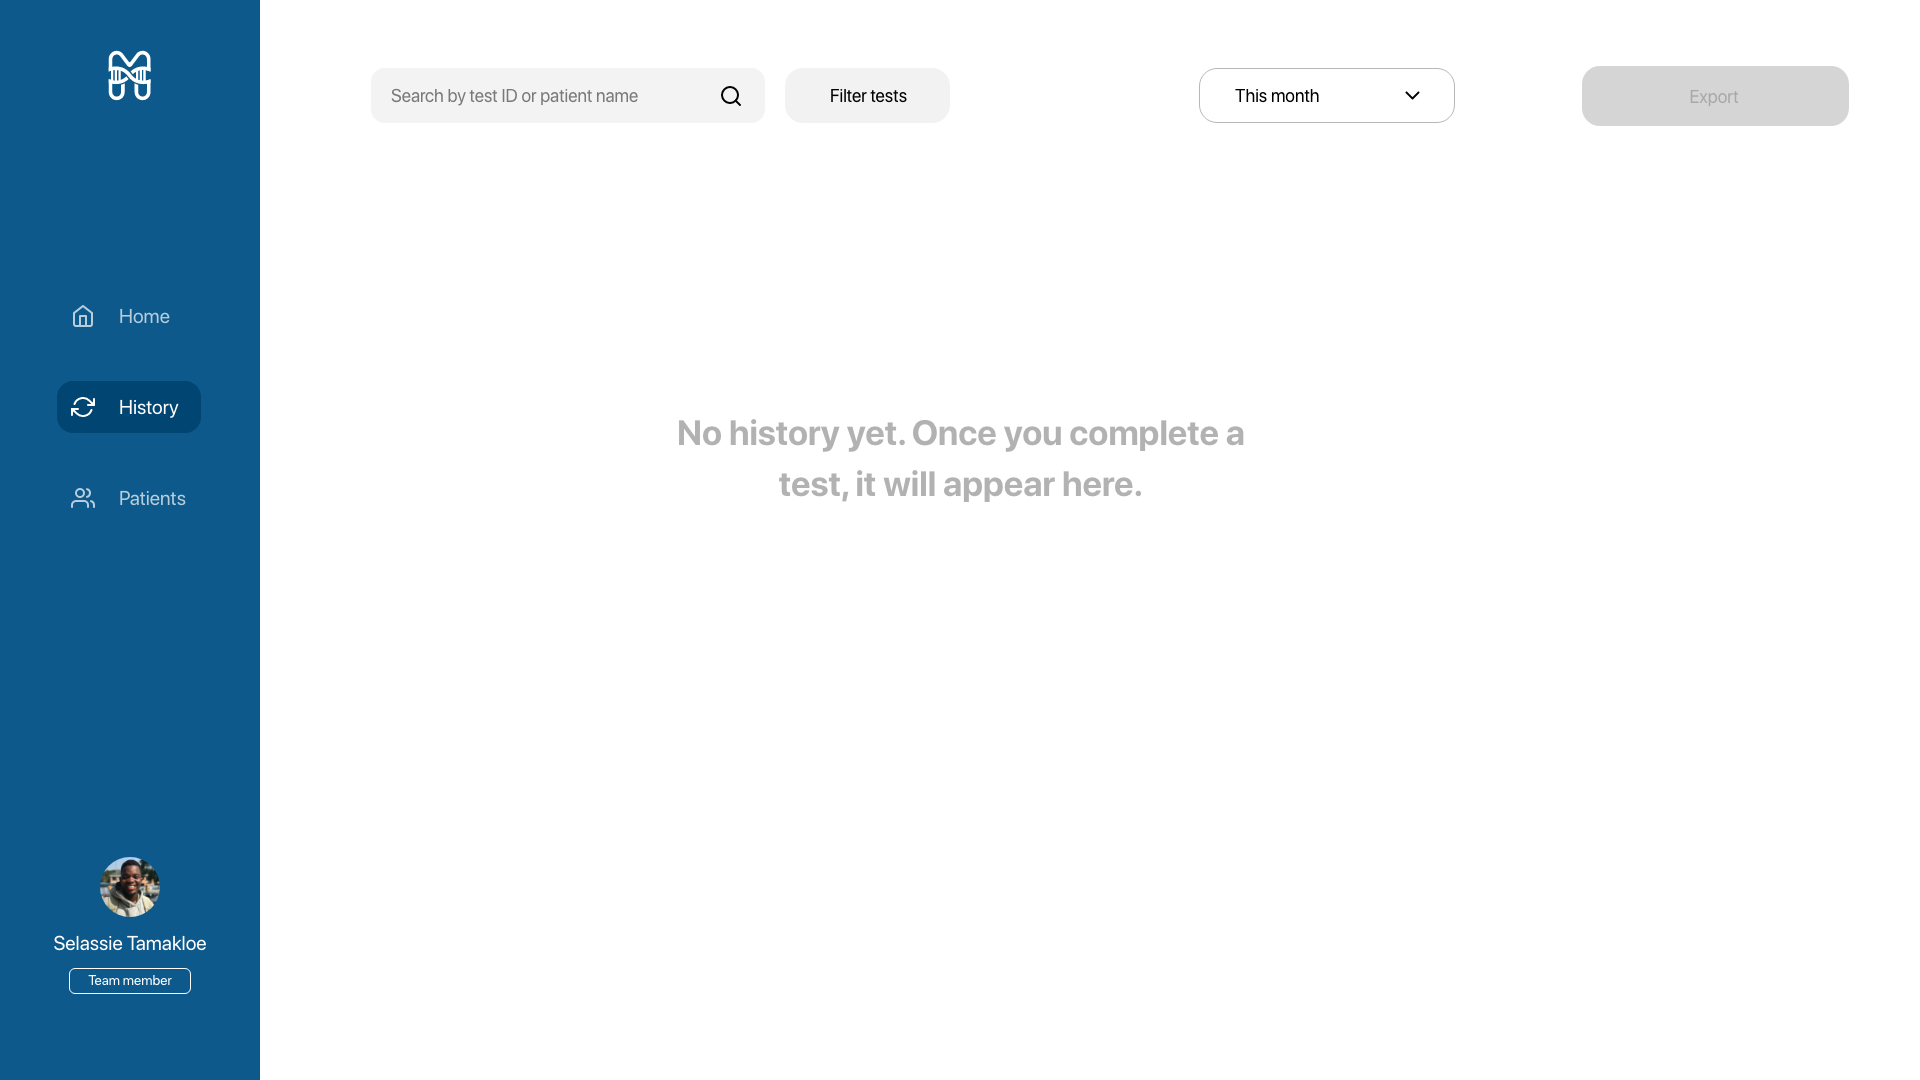 Search by test ID or patient name
Filter tests
This month
Export
Home
History
Patients
No history yet. Once you complete a
test, it will appear here.
Selassie Tamakloe
Team member